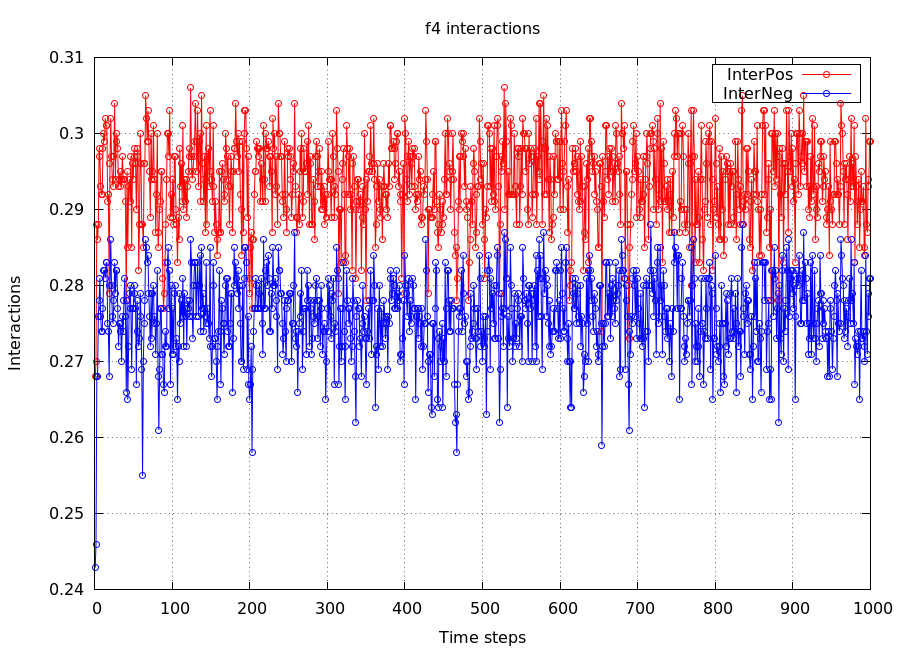 f4 interactions
InterPos
InterNeg
Interactions
0.31
0.3
0.29
0.28
0.27
0.26
0.25
0.24
0 100 200 300 400 500 600 700 800 900 1000
Time steps